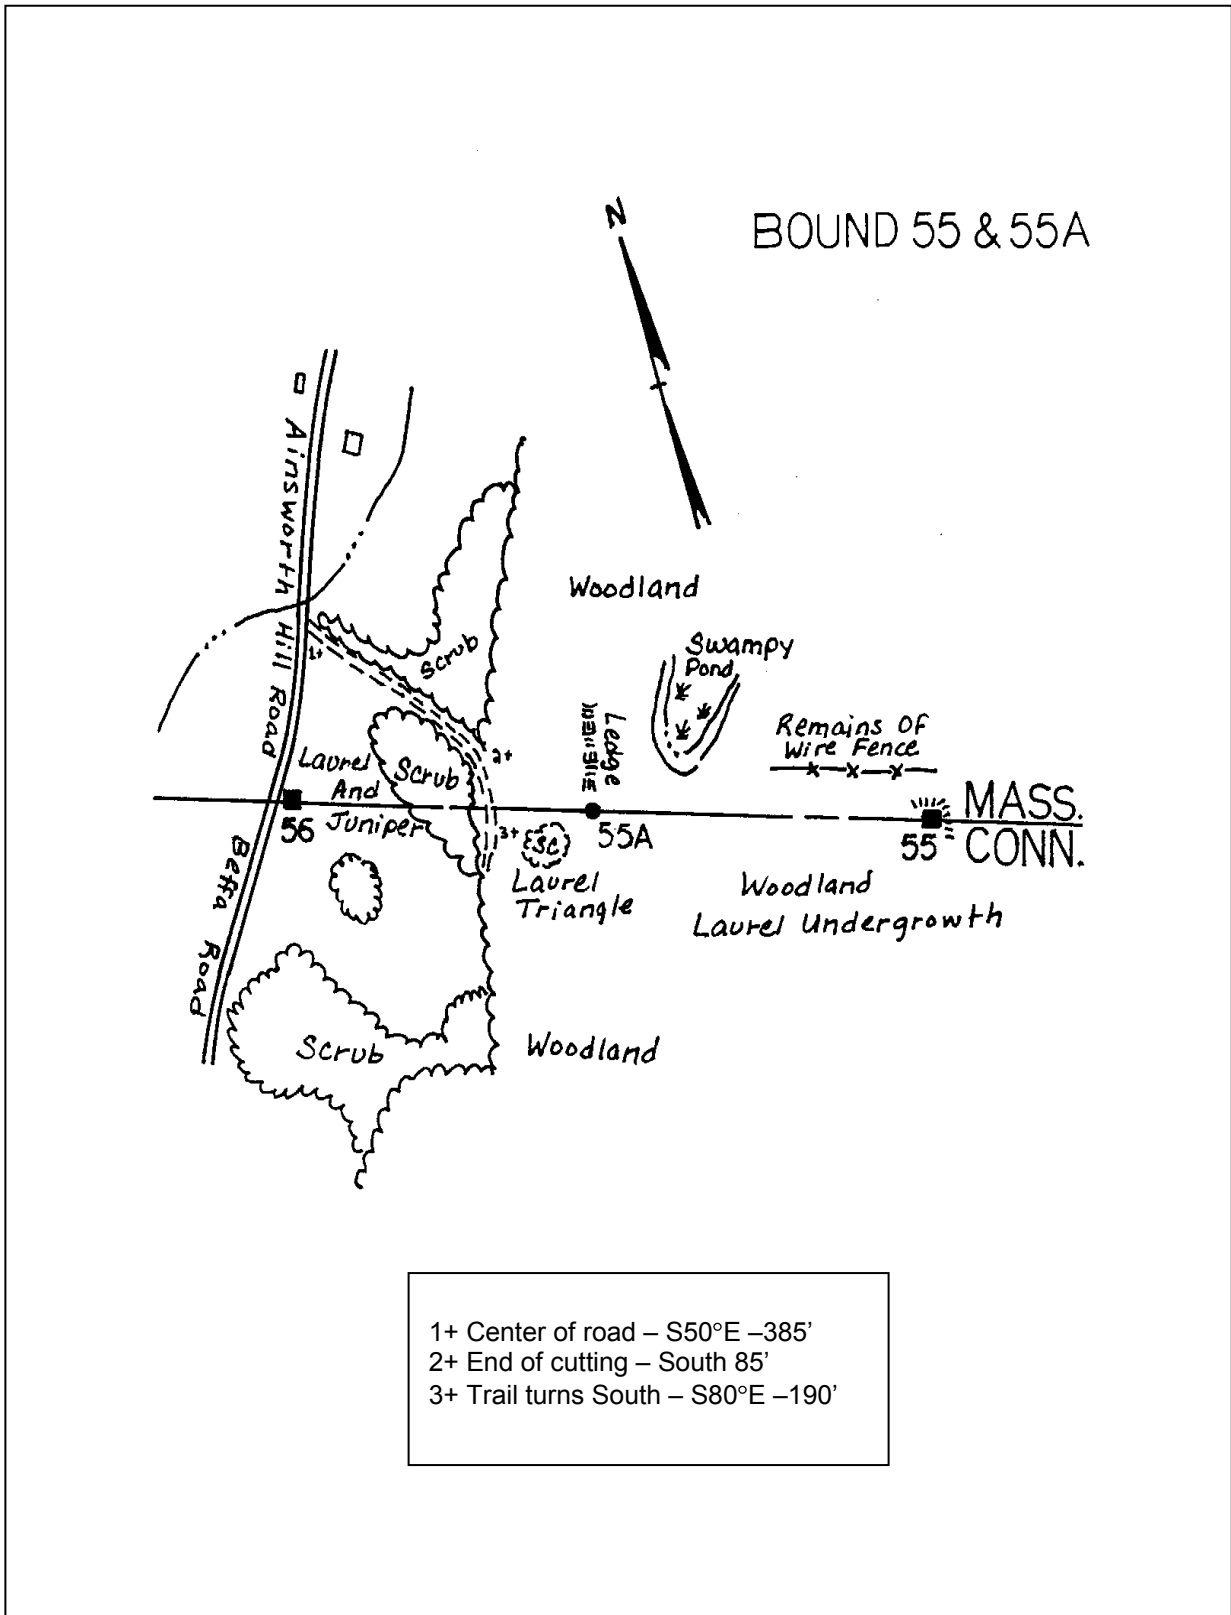 N
BOUND 55 & 55A
Ainsworth Hill Road
Woodland
Scrub
1+
Swampy
Pond
Ledge
Remains Of
Wire Fence
2+
Laurel
And
Juniper
Scrub
MASS.
CONN.
56
3+
SC
55A
55
Laurel
Triangle
Woodland
Laurel Undergrowth
Beffa Road
Scrub
Woodland
1+ Center of road – S50°E –385’
2+ End of cutting – South 85’
3+ Trail turns South – S80°E –190’